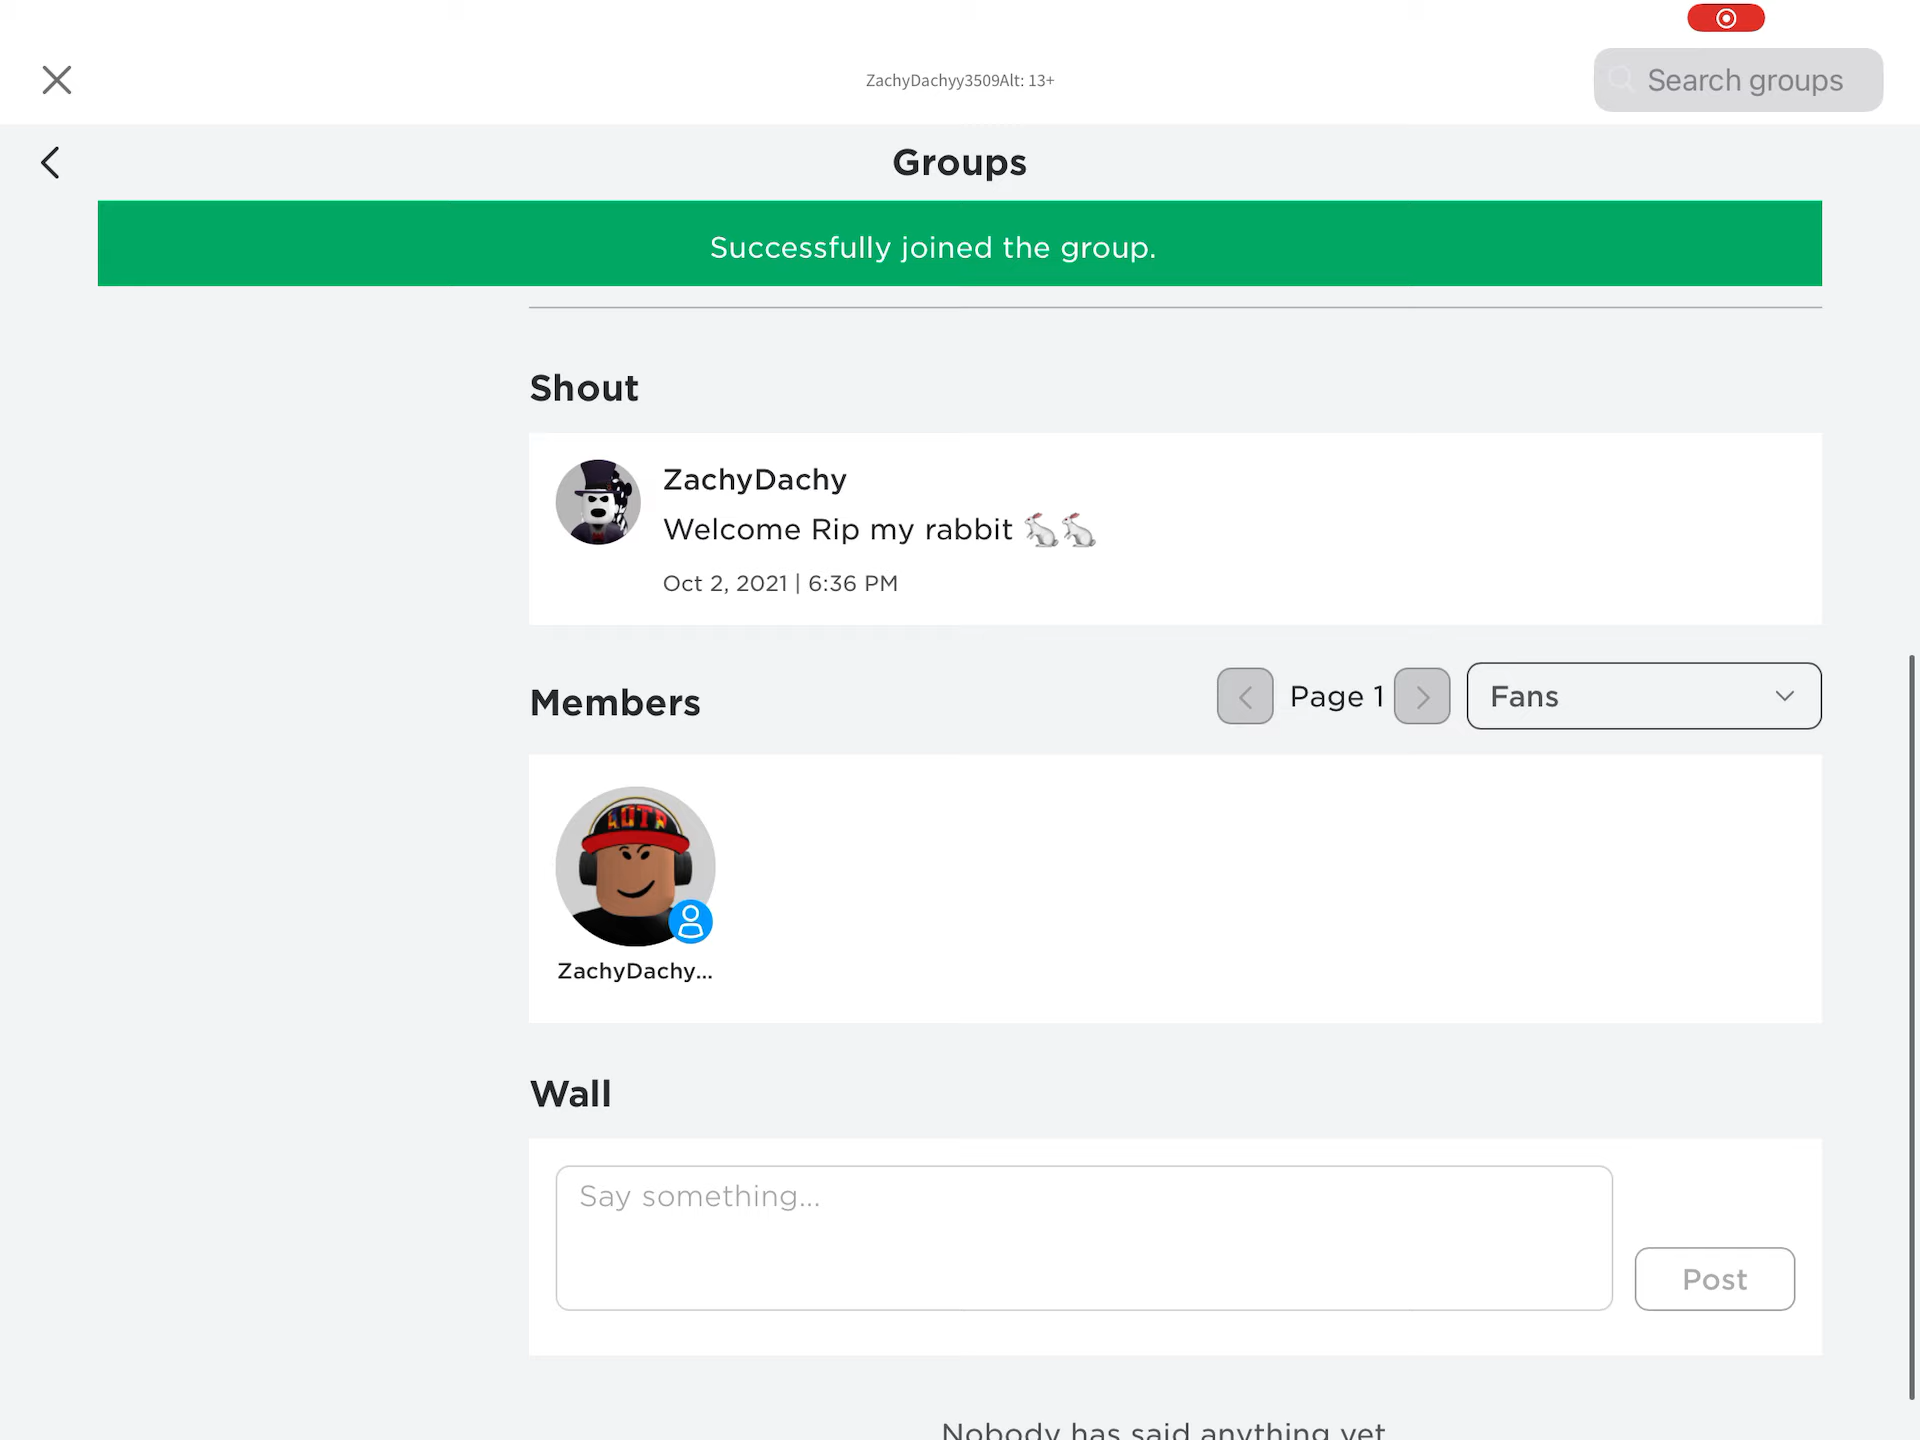 ZachyDachyy3509Alt: 13+
Search groups
Groups
Successfully joined the group.
Shout
ZachyDachy
Welcome Rip my rabbit 🐇🐇
Oct 2, 2021 | 6:36 PM
Members
Page 1
Fans
ZachyDachy...
Wall
Say something...
Post
Nobody has said anything yet